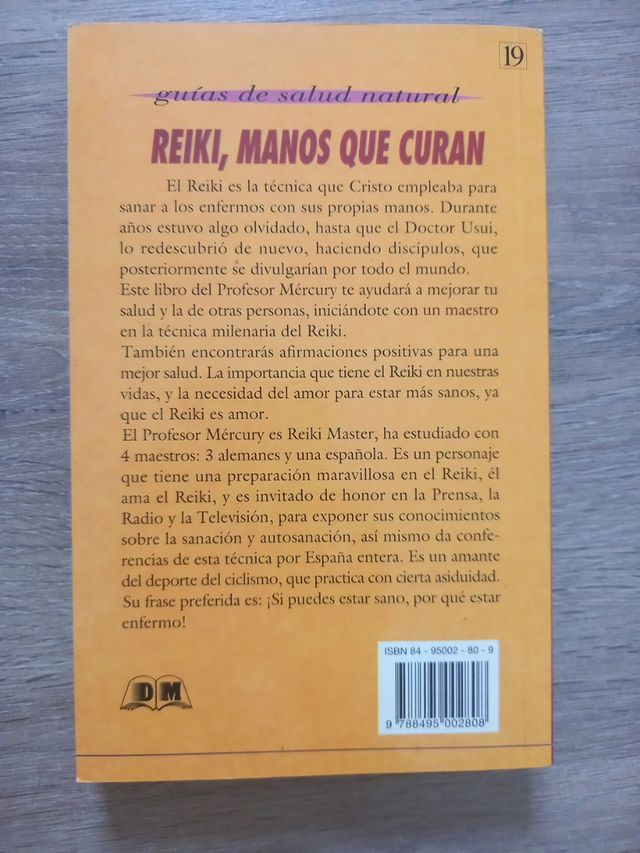 19
guías de salud natural
REIKI, MANOS QUE CURAN
El Reiki es la técnica que Cristo empleaba para
sanar a los enfermos con sus propias manos. Durante
años estuvo algo olvidado, hasta que el Doctor Usui,
lo redescubrió de nuevo, haciendo discípulos, que
posteriormente se divulgarían por todo el mundo.
Este libro del Profesor Mércury te ayudará a mejorar tu
salud y la de otras personas, iniciándote con un maestro
en la técnica milenaria del Reiki.
También encontrarás afirmaciones positivas para una
mejor salud. La importancia que tiene el Reiki en nuestras
vidas, y la necesidad del amor para estar más sanos, ya
que el Reiki es amor.
El Profesor Mércury es Reiki Master, ha estudiado con
4 maestros: 3 alemanes y una española. Es un personaje
que tiene una preparación maravillosa en el Reiki, él
ama el Reiki, y es invitado de honor en la Prensa, la
Radio y la Televisión, para exponer sus conocimientos
sobre la sanación y autosanación, así mismo da confe-
rencias de esta técnica por España entera. Es un amante
del deporte del ciclismo, que practica con cierta asiduidad.
Su frase preferida es: ¡Si puedes estar sano, por qué estar
enfermo!
ISBN 84 - 95002 - 80 - 9
9 788495 002808
D M